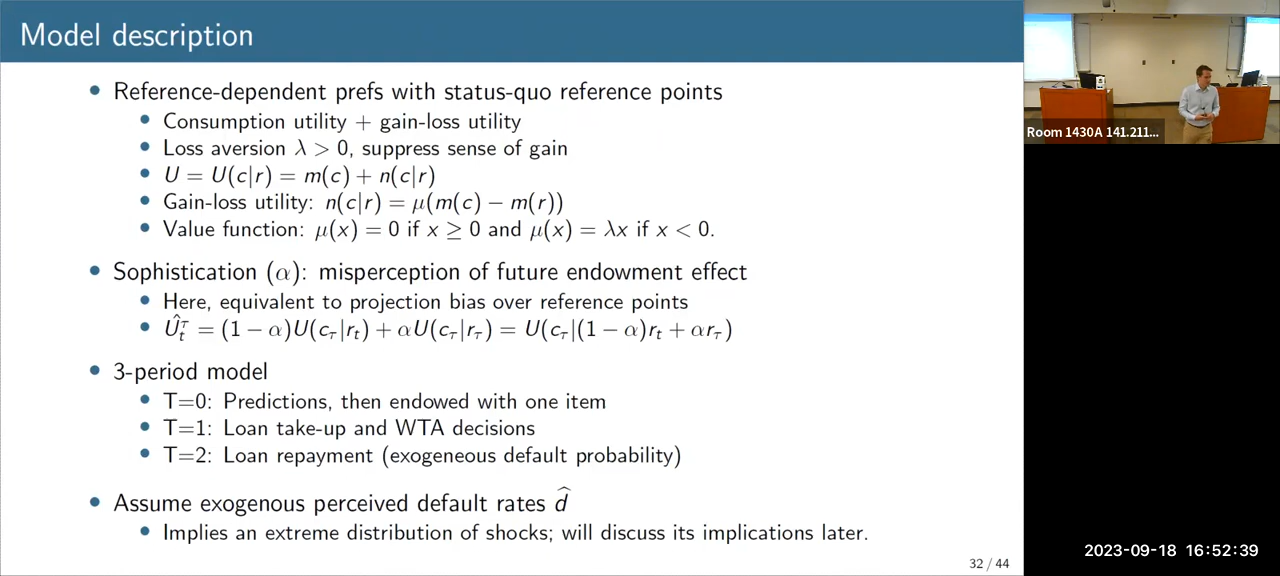 Model description
• Reference-dependent prefs with status-quo reference points
• Consumption utility + gain-loss utility
• Loss aversion λ > 0, suppress sense of gain
• U = U(c|r) = m(c) + n(c|r)
• Gain-loss utility: n(c|r) = μ(m(c) − m(r))
• Value function: μ(x) = 0 if x ≥ 0 and μ(x) = λx if x < 0.
• Sophistication (α): misperception of future endowment effect
• Here, equivalent to projection bias over reference points
• Û_t^τ = (1 − α)U(c_τ|r_t) + αU(c_τ|r_τ) = U(c_τ|(1 − α)r_t + αr_τ)
• 3-period model
• T=0: Predictions, then endowed with one item
• T=1: Loan take-up and WTA decisions
• T=2: Loan repayment (exogeneous default probability)
• Assume exogenous perceived default rates d̂
• Implies an extreme distribution of shocks; will discuss its implications later.
32 / 44
Room 1430A 141.211...
2023-09-18 16:52:39